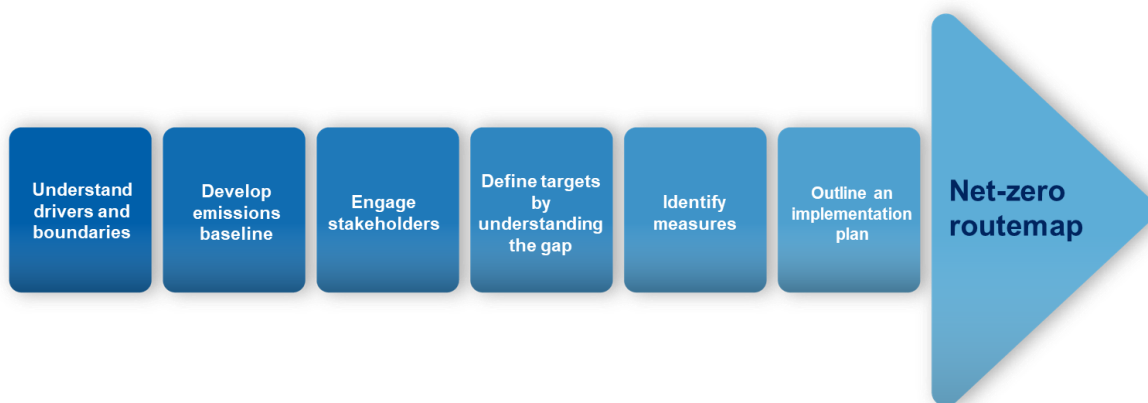 Understand
drivers and
boundaries
Develop
emissions
baseline
Engage
stakeholders
Define targets
by
understanding
the gap
Identify
measures
Outline an
implementation
plan
Net-zero
routemap